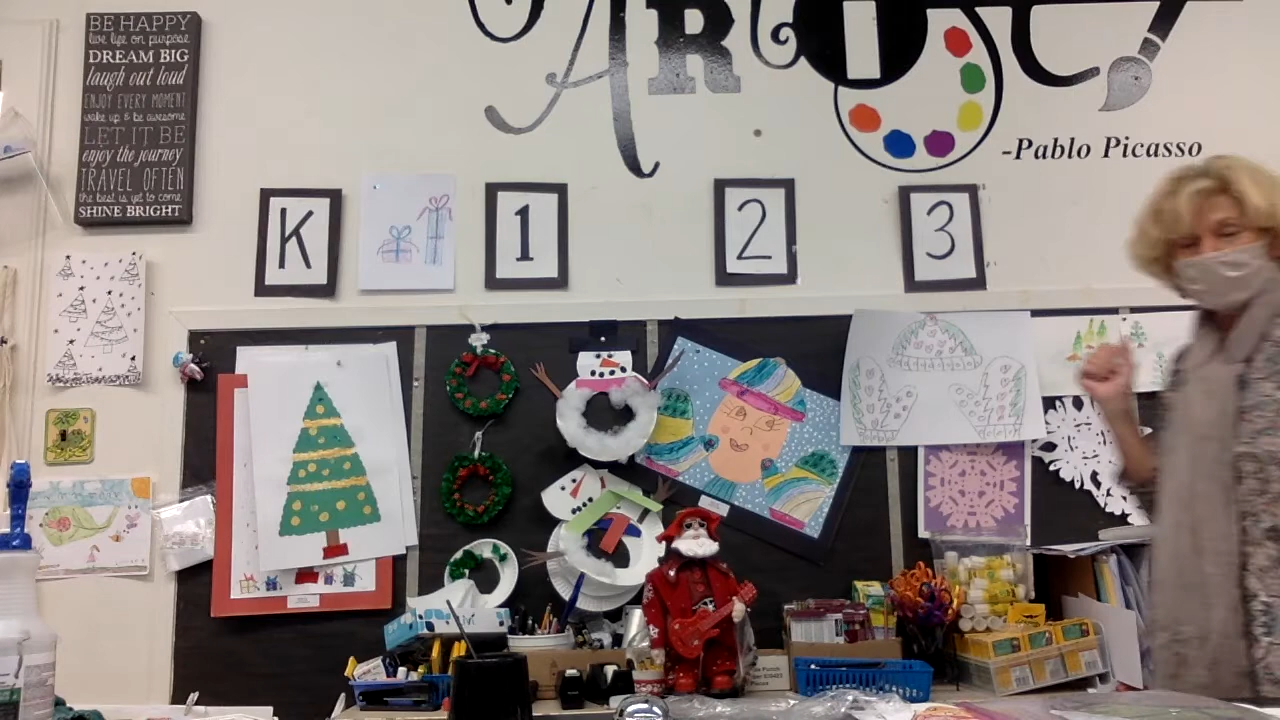 BE HAPPY
live life on purpose
DREAM BIG
laugh out loud
ENJOY EVERY MOMENT
wake up & be awesome
LET IT BE
enjoy the journey
TRAVEL OFTEN
the best is yet to come
SHINE BRIGHT
ARTIST
-Pablo Picasso
K
1
2
3